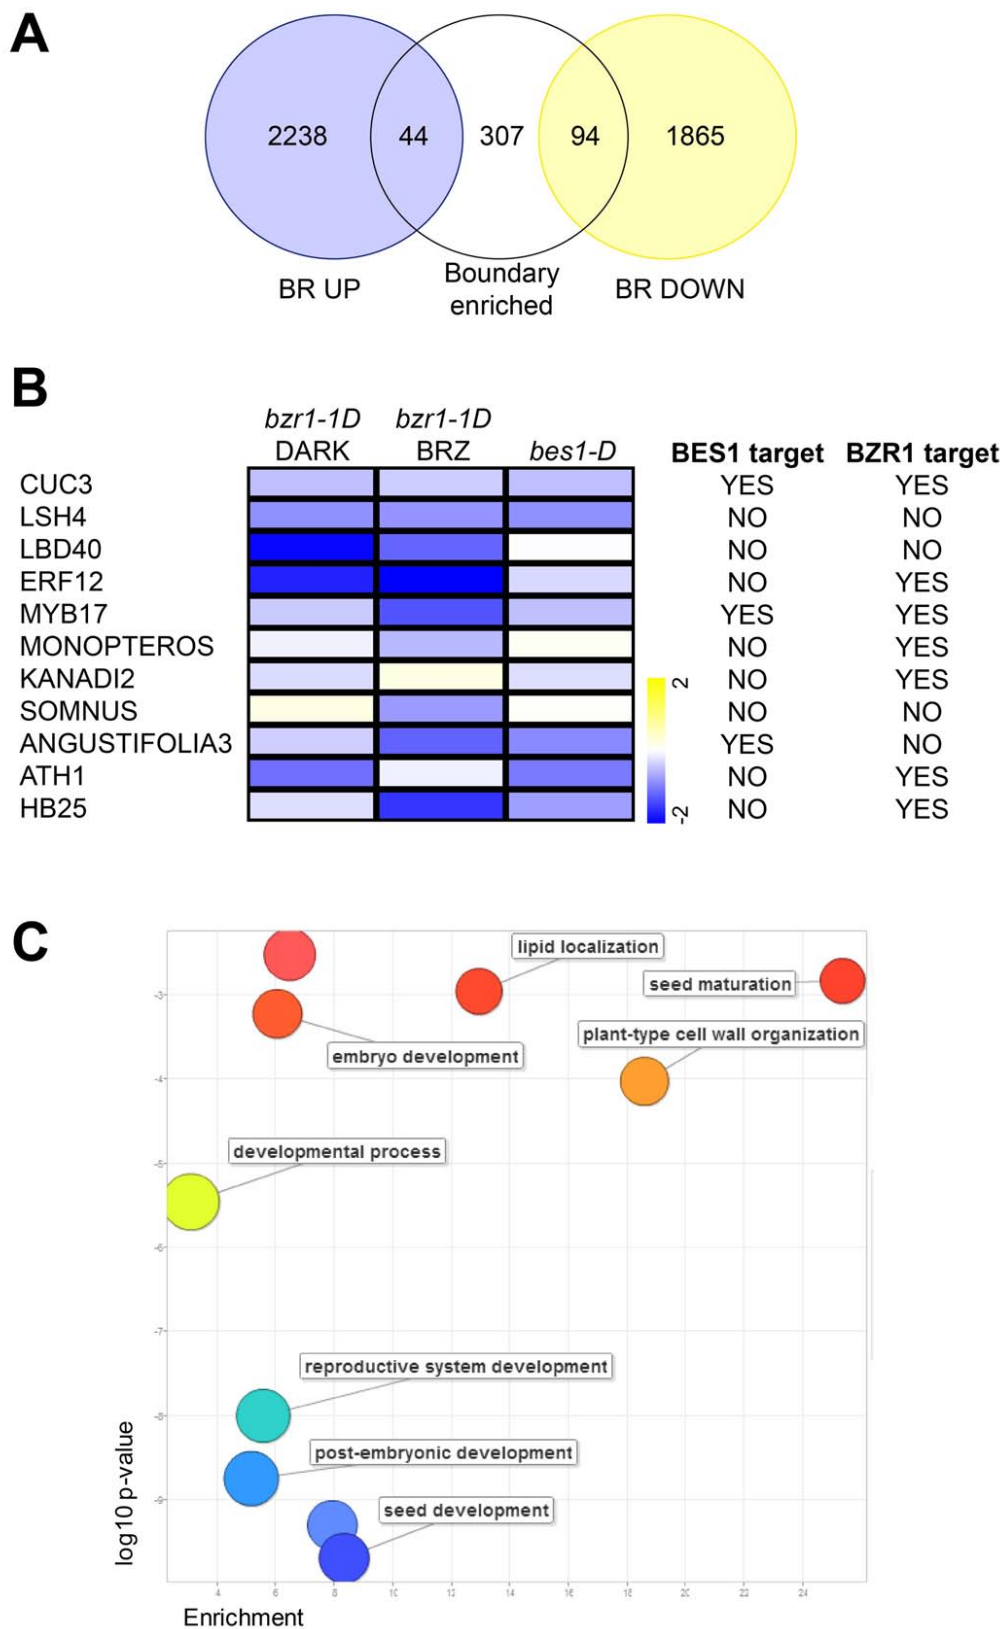 A
2238 44 307 94 1865
BR UP
Boundary
enriched
BR DOWN
B
bzr1-1D bzr1-1D
DARK BRZ bes1-D BES1 target BZR1 target
CUC3 YES YES
LSH4 NO NO
LBD40 NO NO
ERF12 NO YES
MYB17 YES YES
MONOPTEROS NO YES
KANADI2 NO YES
SOMNUS NO NO
ANGUSTIFOLIA3 YES NO
ATH1 NO YES
HB25 NO YES
2
-2
C
lipid localization
seed maturation
-3
plant-type cell wall organization
embryo development
-4
developmental process
-5
-6
-7
reproductive system development
-8
post-embryonic development
-9
seed development
log10 p-value
4 6 8 10 12 14 16 18 20 22 24
Enrichment